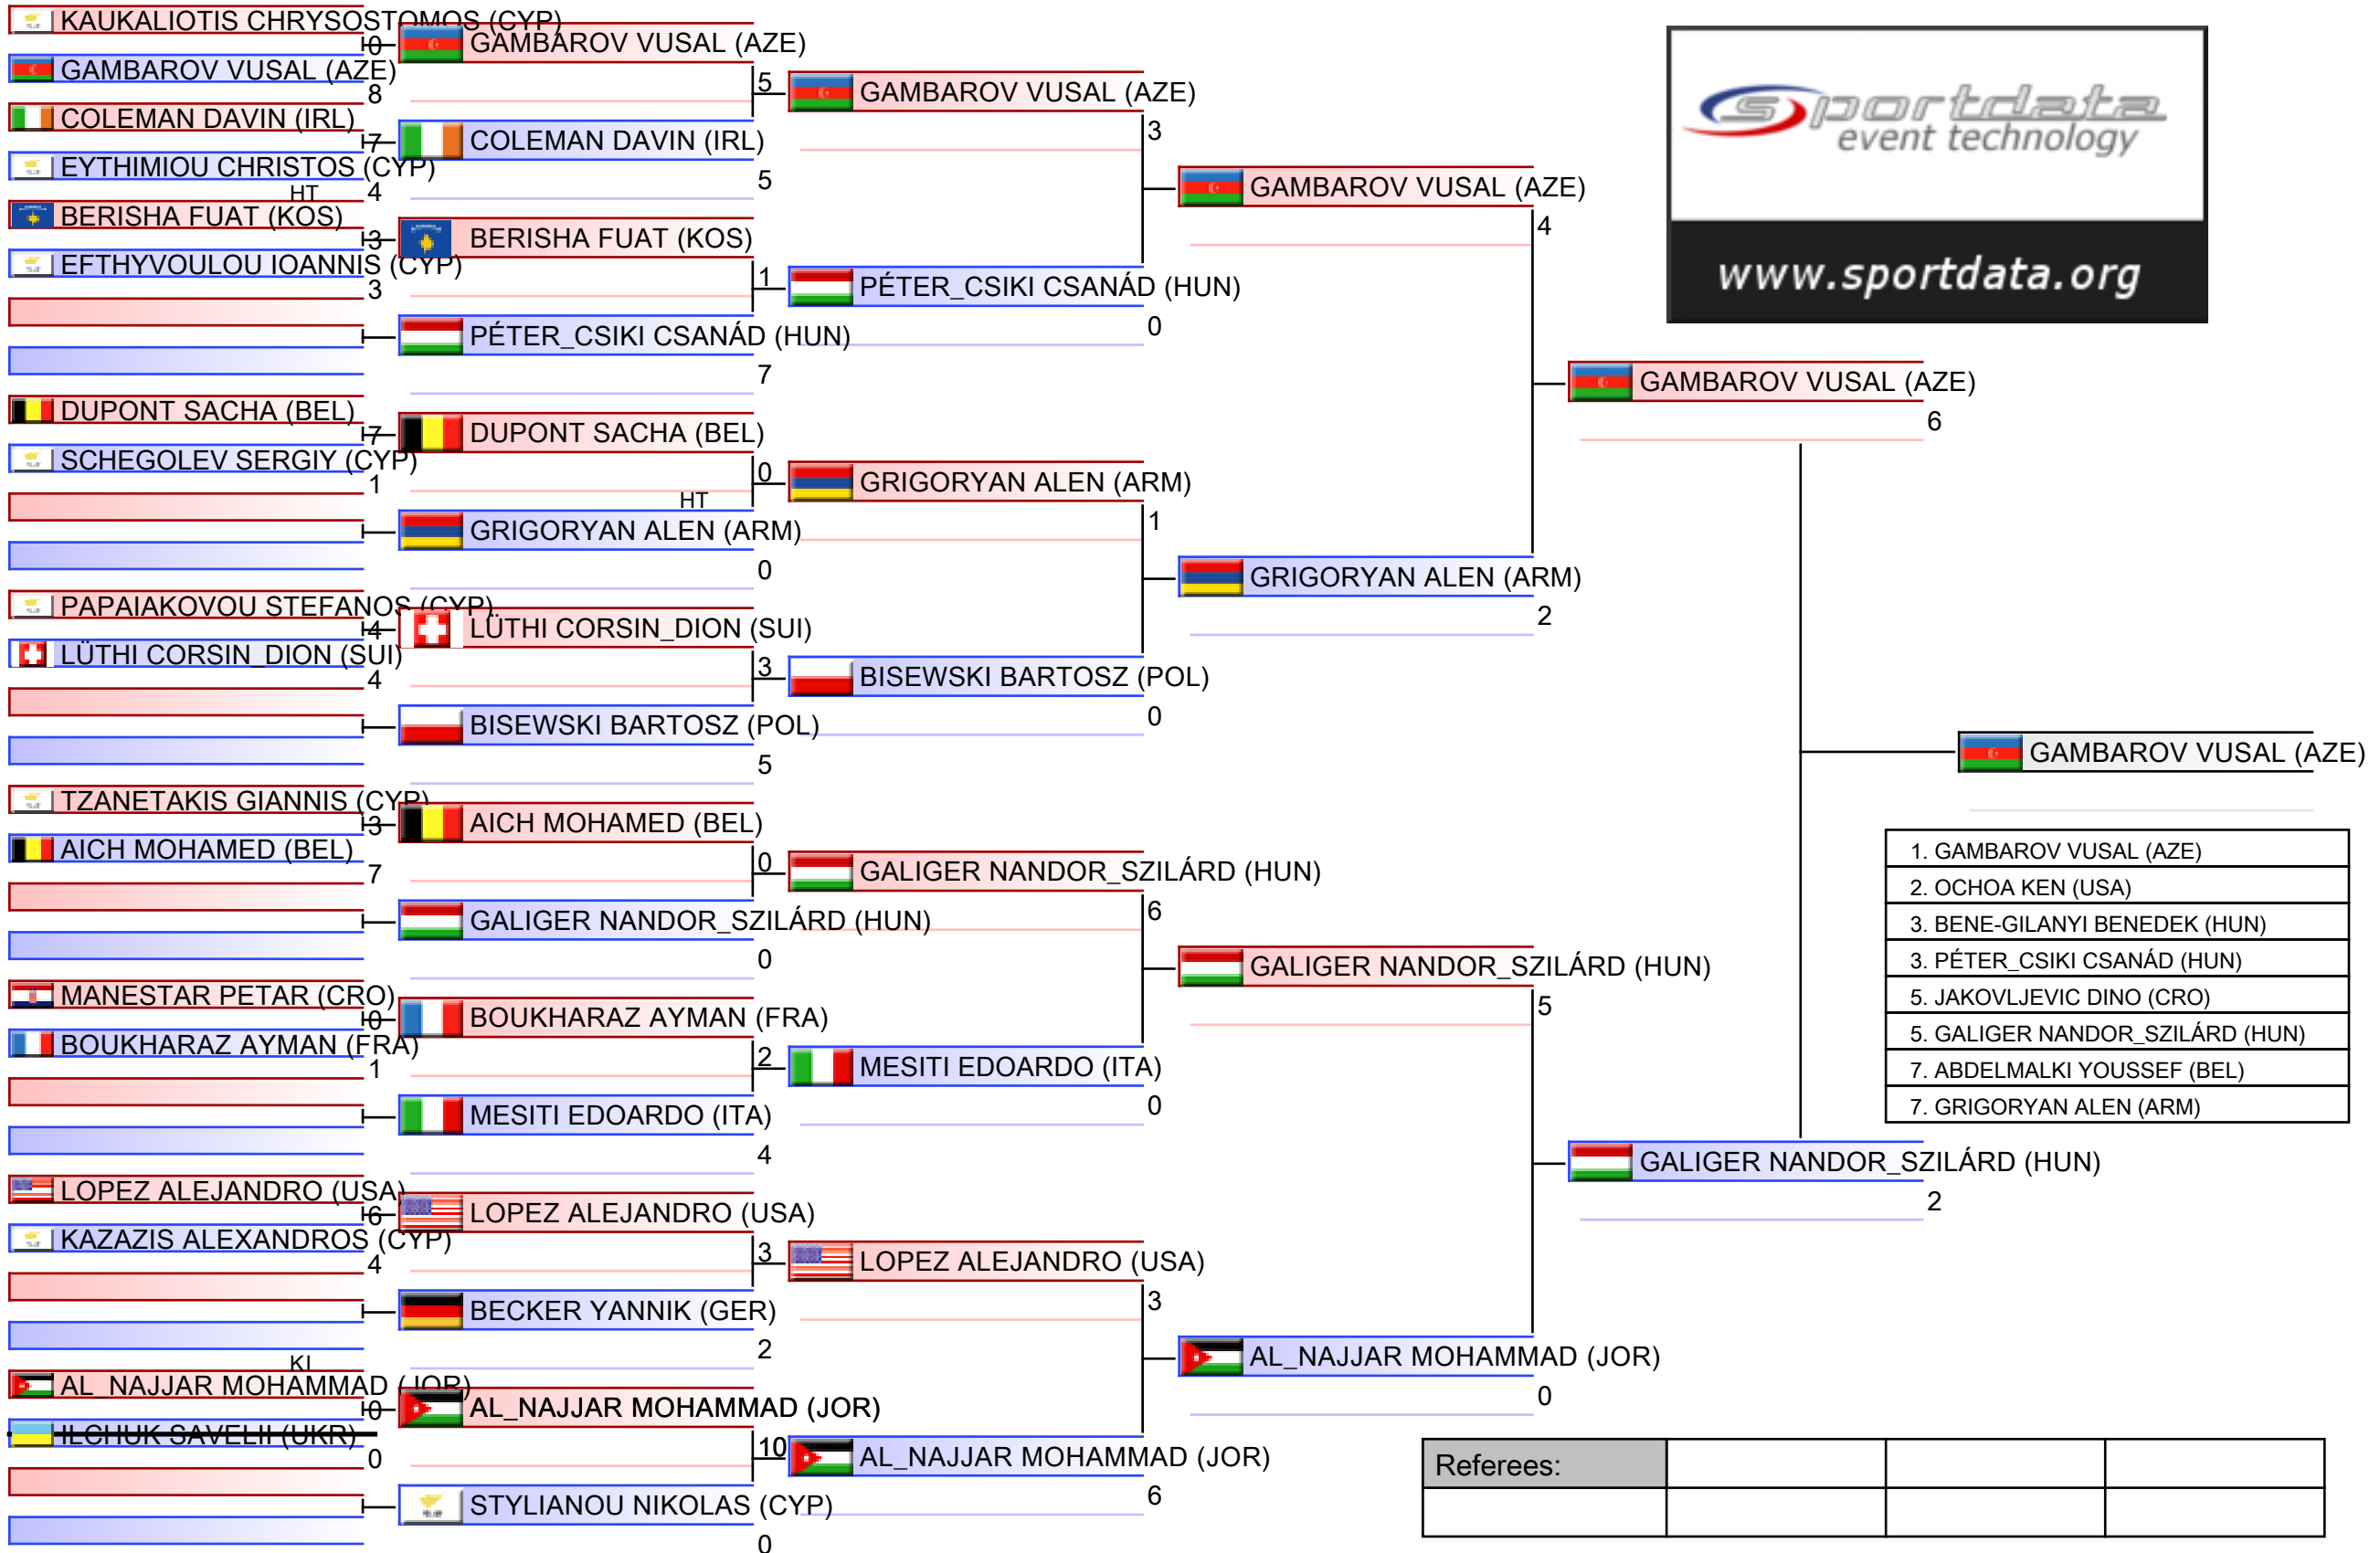 KAUKALIOTIS CHRYSOSTOMOS (CYP)
0
GAMBAROV VUSAL (AZE)
8
COLEMAN DAVIN (IRL)
7
EYTHIMIOU CHRISTOS (CYP)
4
HT
BERISHA FUAT (KOS)
3
EFTHYVOULOU IOANNIS (CYP)
3
DUPONT SACHA (BEL)
7
SCHEGOLEV SERGIY (CYP)
1
PAPAIAKOVOU STEFANOS (CYP)
4
LÜTHI CORSIN_DION (SUI)
4
TZANETAKIS GIANNIS (CYP)
3
AICH MOHAMED (BEL)
7
MANESTAR PETAR (CRO)
0
BOUKHARAZ AYMAN (FRA)
1
LOPEZ ALEJANDRO (USA)
6
KAZAZIS ALEXANDROS (CYP)
4
KI
AL_NAJJAR MOHAMMAD (JOR)
0
ILCHUK SAVELII (UKR)
0
GAMBAROV VUSAL (AZE)
5
COLEMAN DAVIN (IRL)
5
BERISHA FUAT (KOS)
1
PÉTER_CSIKI CSANÁD (HUN)
7
DUPONT SACHA (BEL)
0
HT
GRIGORYAN ALEN (ARM)
0
LÜTHI CORSIN_DION (SUI)
3
BISEWSKI BARTOSZ (POL)
5
AICH MOHAMED (BEL)
0
GALIGER NANDOR_SZILÁRD (HUN)
0
BOUKHARAZ AYMAN (FRA)
2
MESITI EDOARDO (ITA)
4
LOPEZ ALEJANDRO (USA)
3
BECKER YANNIK (GER)
2
AL_NAJJAR MOHAMMAD (JOR)
10
STYLIANOU NIKOLAS (CYP)
0
GAMBAROV VUSAL (AZE)
3
PÉTER_CSIKI CSANÁD (HUN)
0
GRIGORYAN ALEN (ARM)
1
BISEWSKI BARTOSZ (POL)
0
GALIGER NANDOR_SZILÁRD (HUN)
6
MESITI EDOARDO (ITA)
0
LOPEZ ALEJANDRO (USA)
3
AL_NAJJAR MOHAMMAD (JOR)
6
GAMBAROV VUSAL (AZE)
4
GRIGORYAN ALEN (ARM)
2
GALIGER NANDOR_SZILÁRD (HUN)
5
AL_NAJJAR MOHAMMAD (JOR)
0
GAMBAROV VUSAL (AZE)
6
GALIGER NANDOR_SZILÁRD (HUN)
2
GAMBAROV VUSAL (AZE)
sportdata
event technology
www.sportdata.org
1. GAMBAROV VUSAL (AZE)
2. OCHOA KEN (USA)
3. BENE-GILANYI BENEDEK (HUN)
3. PÉTER_CSIKI CSANÁD (HUN)
5. JAKOVLJEVIC DINO (CRO)
5. GALIGER NANDOR_SZILÁRD (HUN)
7. ABDELMALKI YOUSSEF (BEL)
7. GRIGORYAN ALEN (ARM)
Referees: